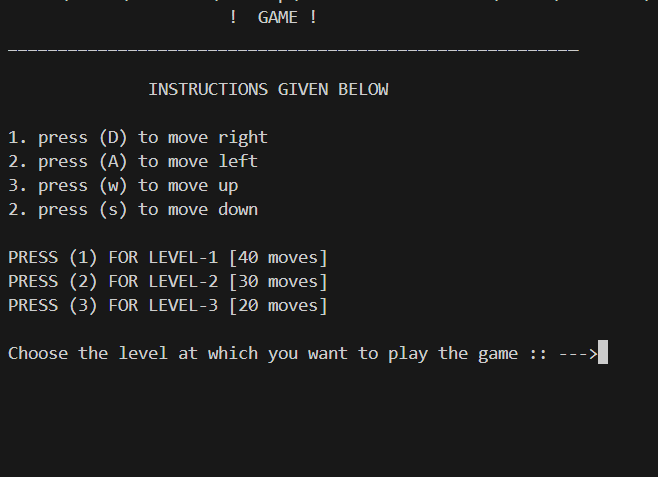 ! GAME !
_________________________________________________________
INSTRUCTIONS GIVEN BELOW
1. press (D) to move right
2. press (A) to move left
3. press (w) to move up
2. press (s) to move down
PRESS (1) FOR LEVEL-1 [40 moves]
PRESS (2) FOR LEVEL-2 [30 moves]
PRESS (3) FOR LEVEL-3 [20 moves]
Choose the level at which you want to play the game :: --->